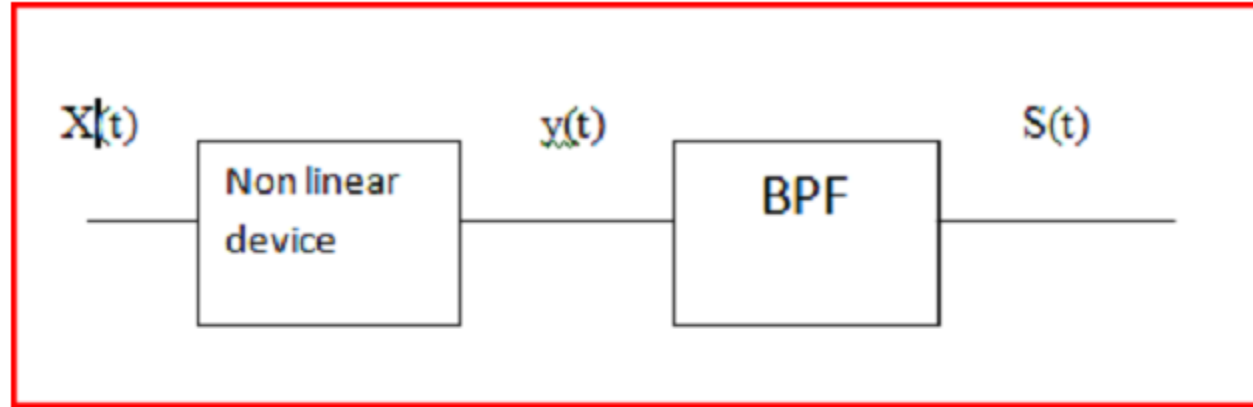 X(t)
y(t)
S(t)
Non linear
device
BPF